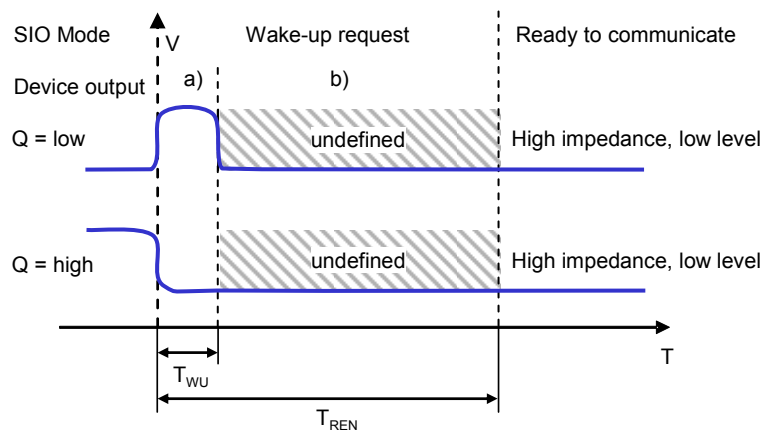 SIO Mode
V
Wake-up request
Ready to communicate
Device output
a)
b)
Q = low
undefined
High impedance, low level
Q = high
undefined
High impedance, low level
T
TWU
TREN